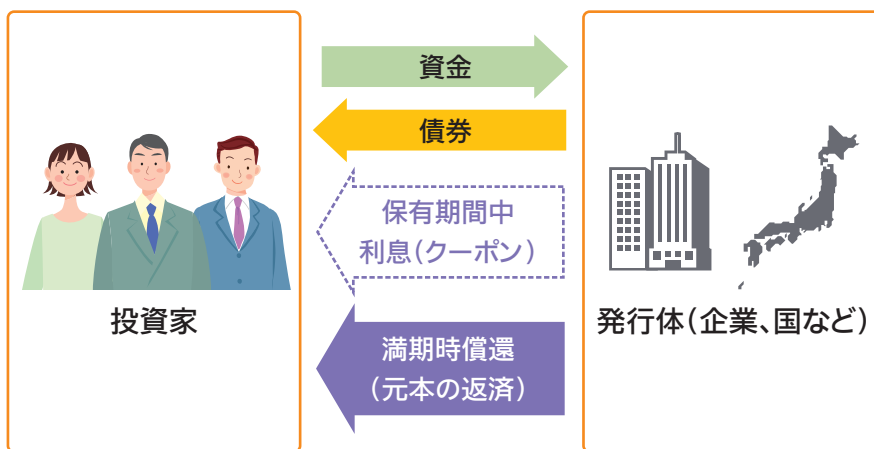 資金
債券
保有期間中
利息（クーポン）
満期時償還
（元本の返済）
投資家
発行体（企業、国など）